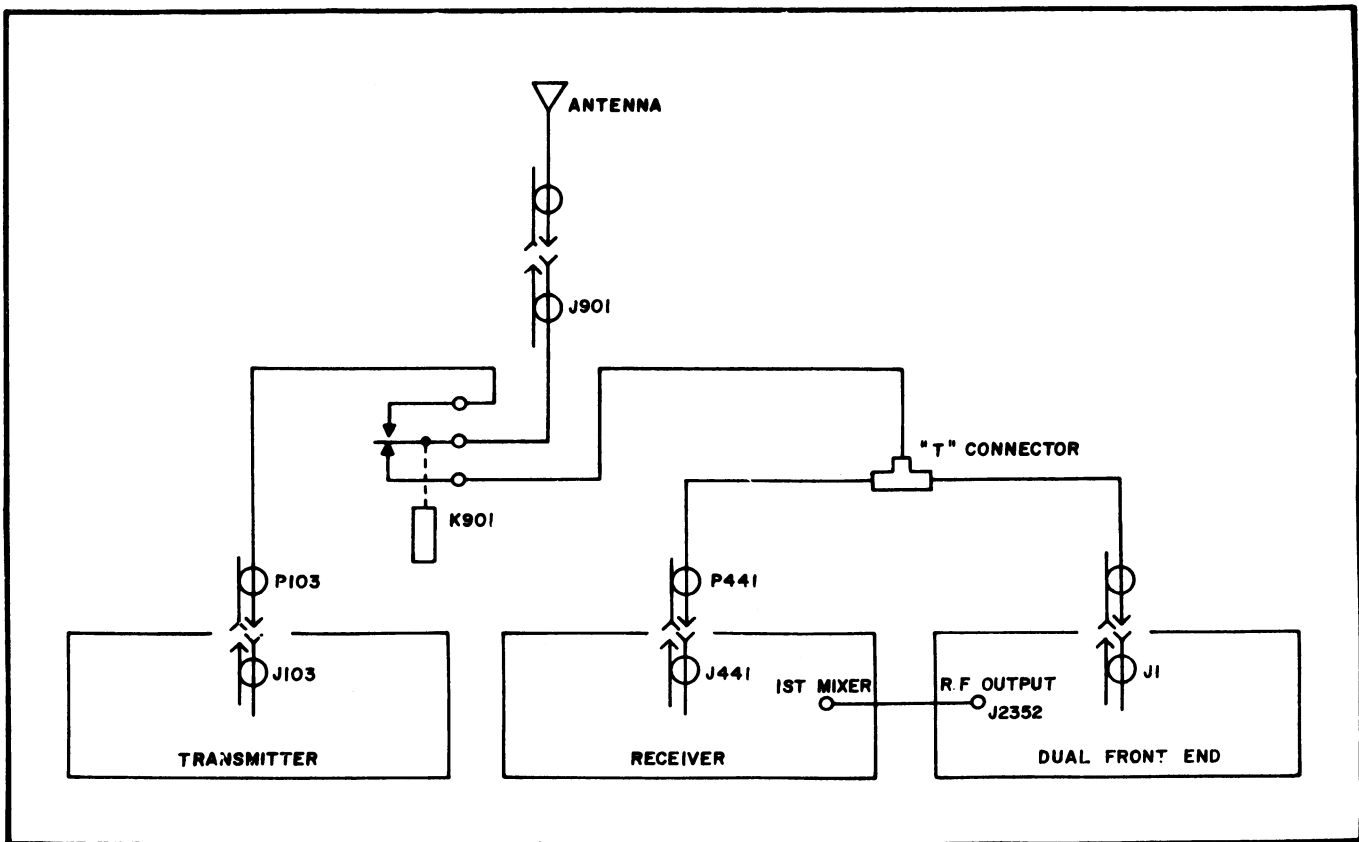 ANTENNA
J901
"T" CONNECTOR
K901
P103
P441
J103
J441
1ST MIXER
R.F OUTPUT
J2352
J1
TRANSMITTER
RECEIVER
DUAL FRONT END